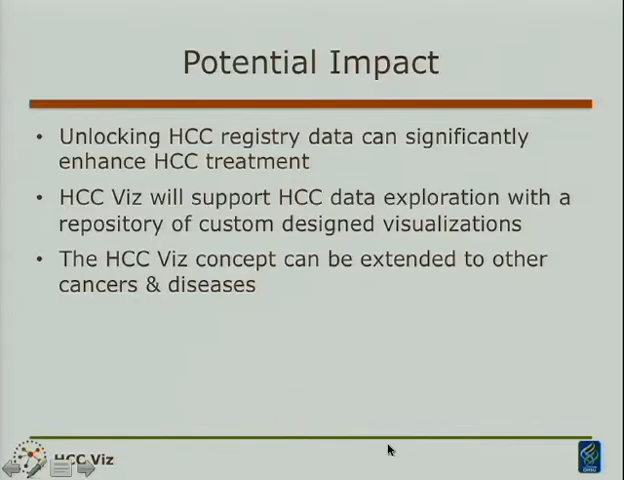 Potential Impact
• Unlocking HCC registry data can significantly
enhance HCC treatment
• HCC Viz will support HCC data exploration with a
repository of custom designed visualizations
• The HCC Viz concept can be extended to other
cancers & diseases
HCC Viz
OHSU